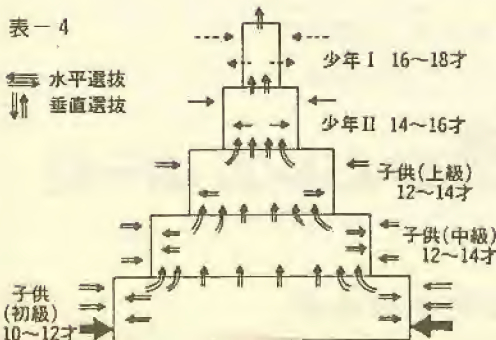 表－4
水平選抜
垂直選抜
少年Ⅰ 16～18才
少年Ⅱ 14～16才
子供(上級)
12～14才
子供(中級)
12～14才
子供
(初級)
10～12才